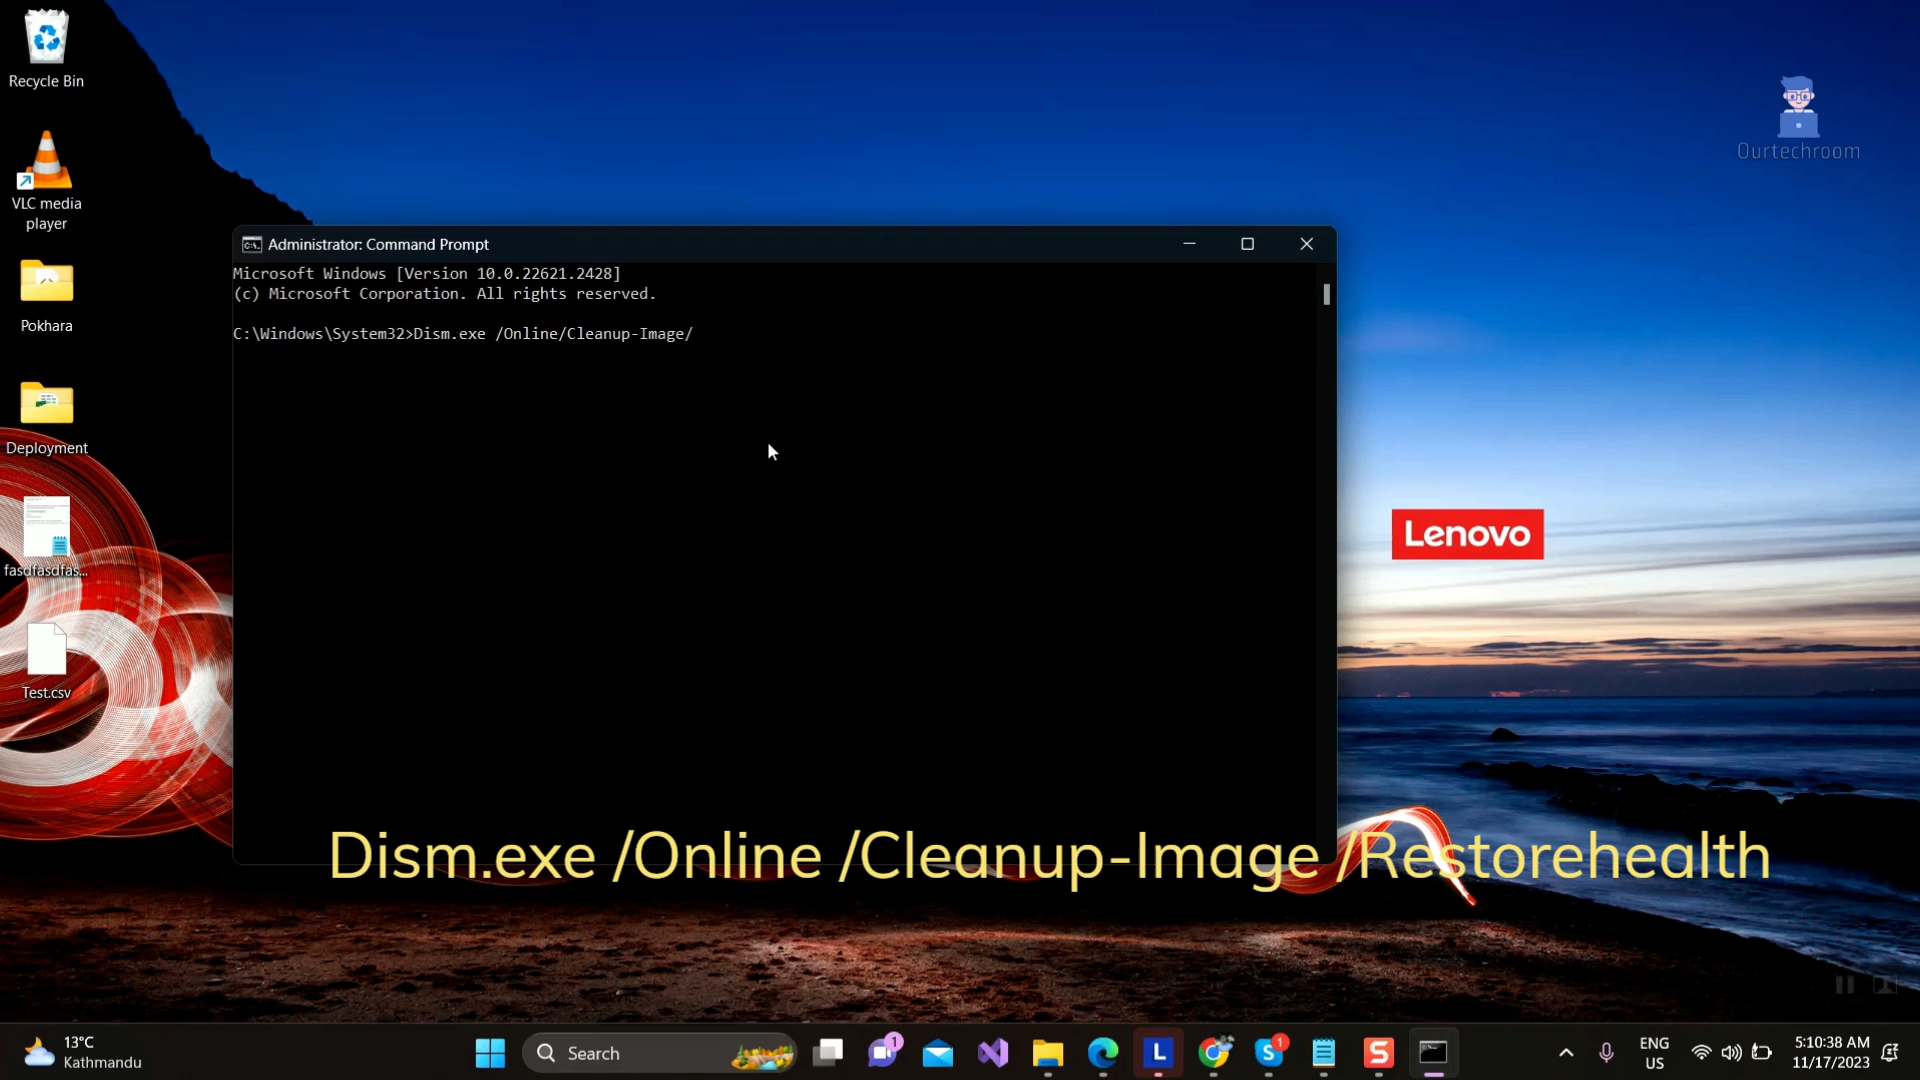 Recycle Bin
VLC media
player
Pokhara
Deployment
fasdfasdfas...
Test.csv
Ourtechroom
Administrator: Command Prompt
Microsoft Windows [Version 10.0.22621.2428]
(c) Microsoft Corporation. All rights reserved.
C:\Windows\System32>Dism.exe /Online/Cleanup-Image/
Lenovo
Dism.exe /Online /Cleanup-Image /Restorehealth
13°C
Kathmandu
Search
1
L
S
1
S
ENG
US
5:10:38 AM
11/17/2023